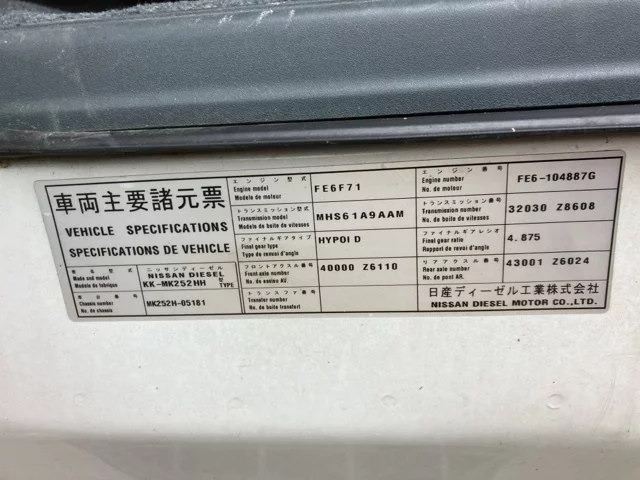 車両主要諸元票
VEHICLE SPECIFICATIONS
SPECIFICATIONS DE VEHICLE
車名型式
Made and model
Modèle de fabrique
ニッサンディーゼル
NISSAN DIESEL
KK-MK252HH
型
TYPE
車台番号
Chassis number
No. de chassis
MK252H-05181
エンジン型式
Engine model
Modele de moteur
FE6F71
トランスミッション型式
Transmission model
Modele de boite de vitesses
MHS61A9AAM
ファイナルギアタイプ
Final gear type
Type de renvoi d'angle
HYPOID
フロントアクスル番号
Front axle number
No. de essieu AV.
40000 Z6110
トランスファ番号
Transfer number
No. de boite transfert
エンジン番号
Engine number
No. de moteur
FE6-104887G
トランスミッション番号
Transmission number
No. de boite de vitesses
32030 Z8608
ファイナルギアレシオ
Final gear ratio
Rapport de renvoi d'angle
4.875
リアアクスル番号
Rear axle number
No. de pont AR.
43001 Z6024
日産ディーゼル工業株式会社
NISSAN DIESEL MOTOR CO.,LTD.